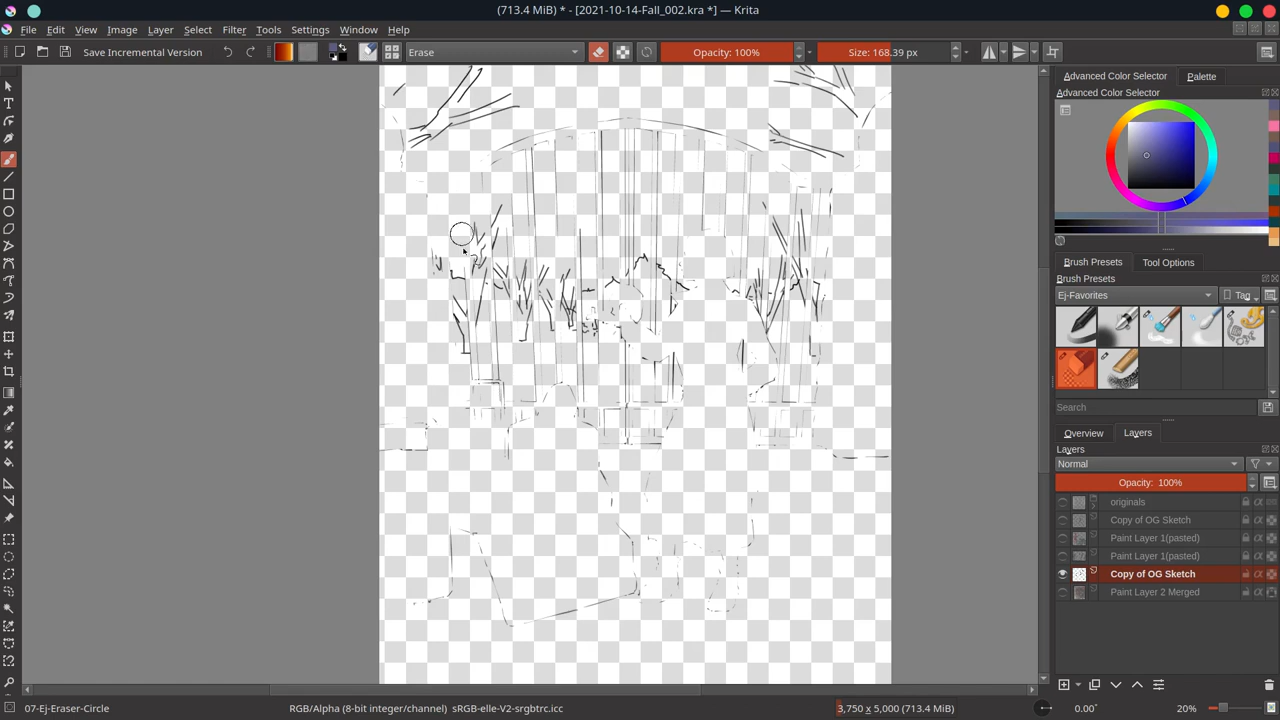 (713.4 MiB) * - [2021-10-14-Fall_002.kra *] — Krita
File Edit View Image Layer Select Filter Tools Settings Window Help
Save Incremental Version Erase Opacity: 100% Size: 168.39 px
Advanced Color Selector Palette
Advanced Color Selector
Brush Presets Tool Options
Brush Presets
Ej-Favorites Tag
Search
Overview Layers
Layers
Normal
Opacity: 100%
originals
Copy of OG Sketch
Paint Layer 1(pasted)
Paint Layer 1(pasted)
Copy of OG Sketch
Paint Layer 2 Merged
07-Ej-Eraser-Circle RGB/Alpha (8-bit integer/channel) sRGB-elle-V2-srgbtrc.icc 3,750 x 5,000 (713.4 MiB) 0.00° 20%